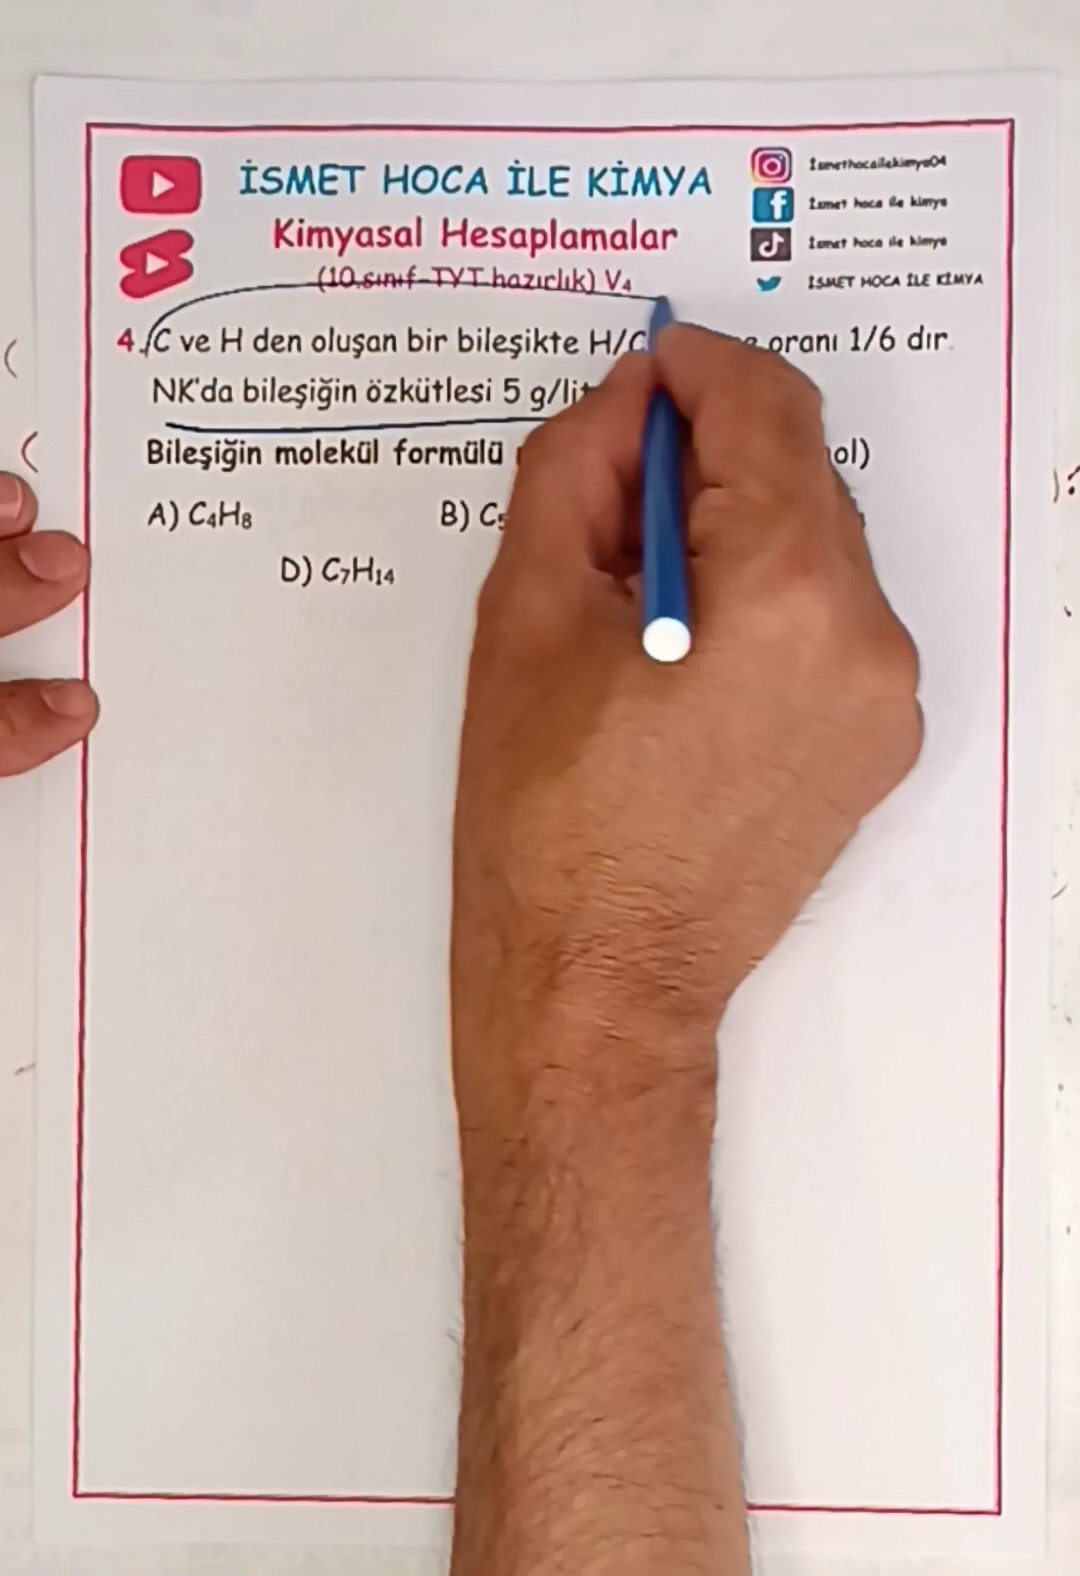 İSMET HOCA İLE KİMYA
Kimyasal Hesaplamalar
(10.sınıf-TYT hazırlık) V4
İsmethocailekimya04
İsmet hoca ile kimya
İsmet hoca ile kimya
İSMET HOCA İLE KİMYA
4. C ve H den oluşan bir bileşikte H/C oranı 1/6 dır.
NK'da bileşiğin özkütlesi 5 g/lit
Bileşiğin molekül formülü ol)
A) C₄H₈ B) C₅
D) C₇H₁₄